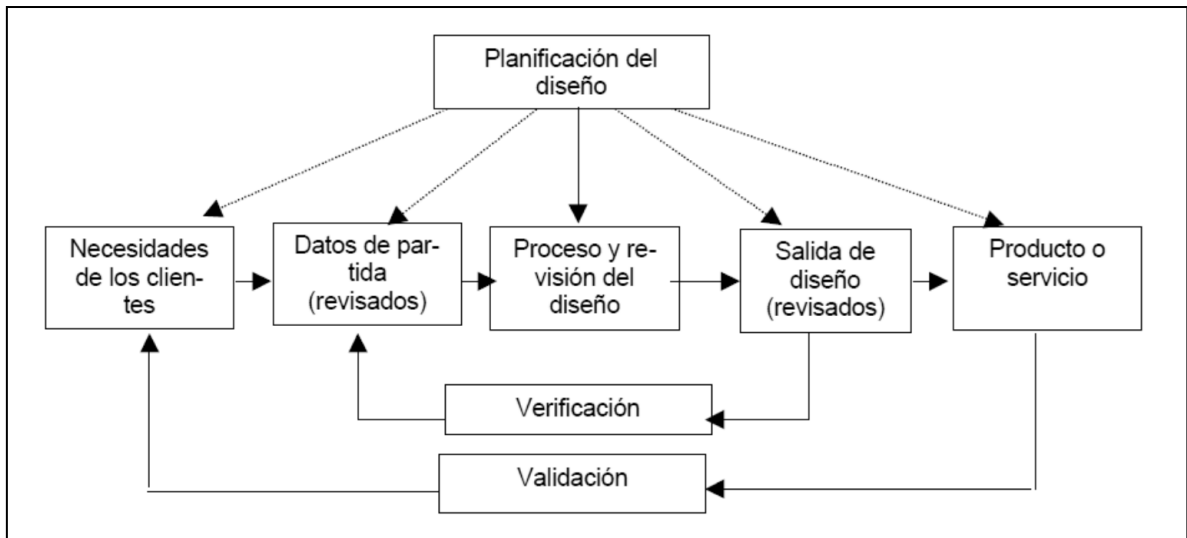 Planificación del
diseño
Necesidades
de los clien-
tes
Datos de par-
tida
(revisados)
Proceso y re-
visión del
diseño
Salida de
diseño
(revisados)
Producto o
servicio
Verificación
Validación